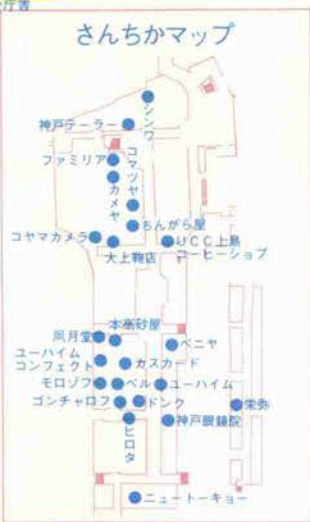 庁舎
さんちかマップ
シンワ
神戸テーラー
ファミリア
コマツヤ
カメヤ
ちんがら屋
コヤマカメラ
大上鞄店
UCC上島
コーヒーショップ
本高砂屋
凮月堂
ベニヤ
ユーハイム
コンフェクト
カスカード
モロゾフ
ベル
ユーハイム
ゴンチャロフ
ドンク
栄弥
ヒロタ
神戸眼鏡院
ニュートーキョー